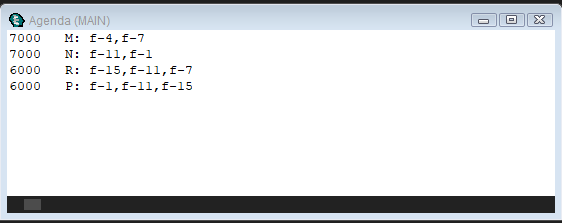 Agenda (MAIN)
7000   M: f-4,f-7
7000   N: f-11,f-1
6000   R: f-15,f-11,f-7
6000   P: f-1,f-11,f-15